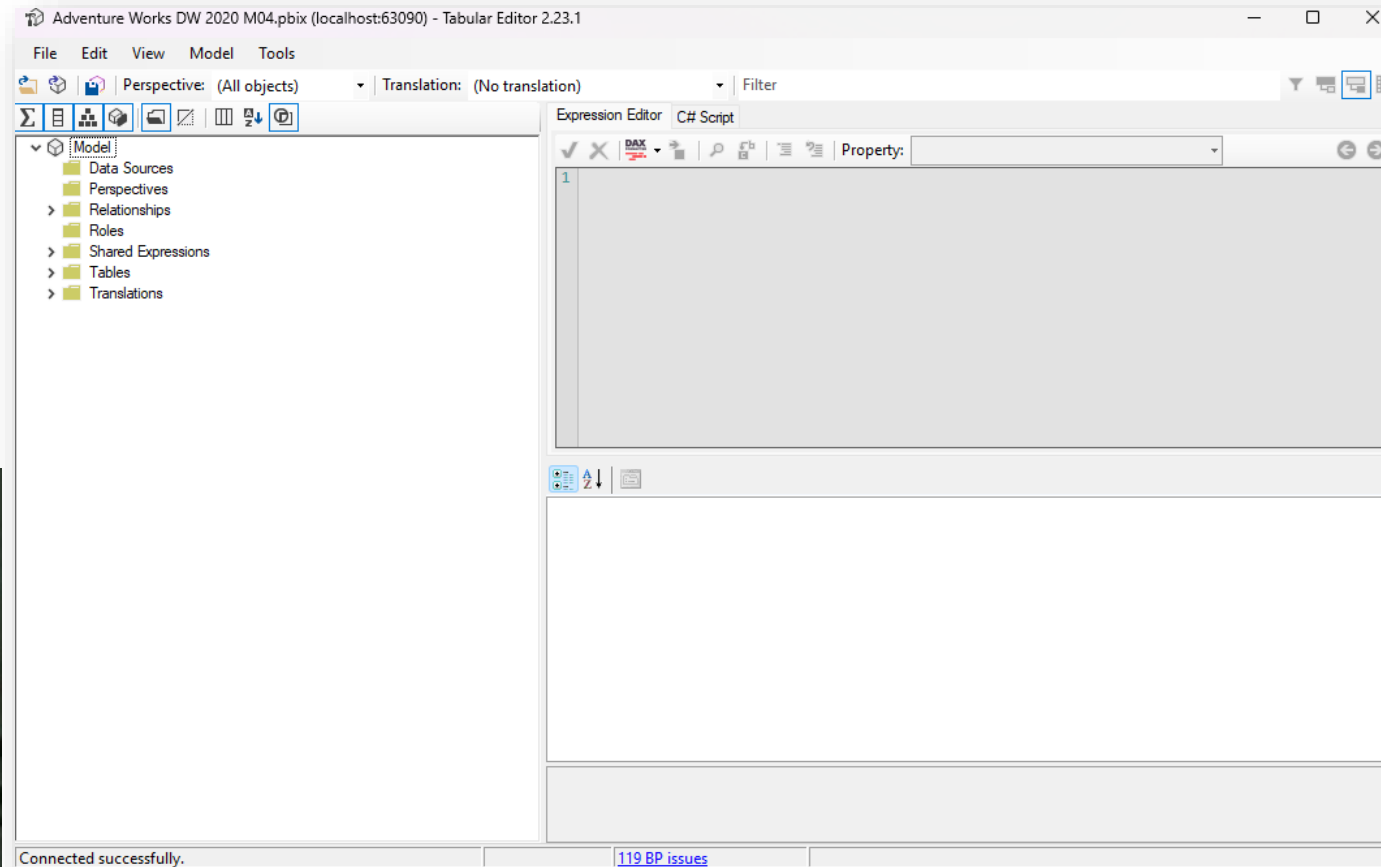 Adventure Works DW 2020 M04.pbix (localhost:63090) - Tabular Editor 2.23.1
File Edit View Model Tools
Perspective: (All objects) Translation: (No translation) Filter
Expression Editor C# Script
Model
DAX Property:
Data Sources
1
Perspectives
Relationships
Roles
Shared Expressions
Tables
Translations
Connected successfully. 119 BP issues